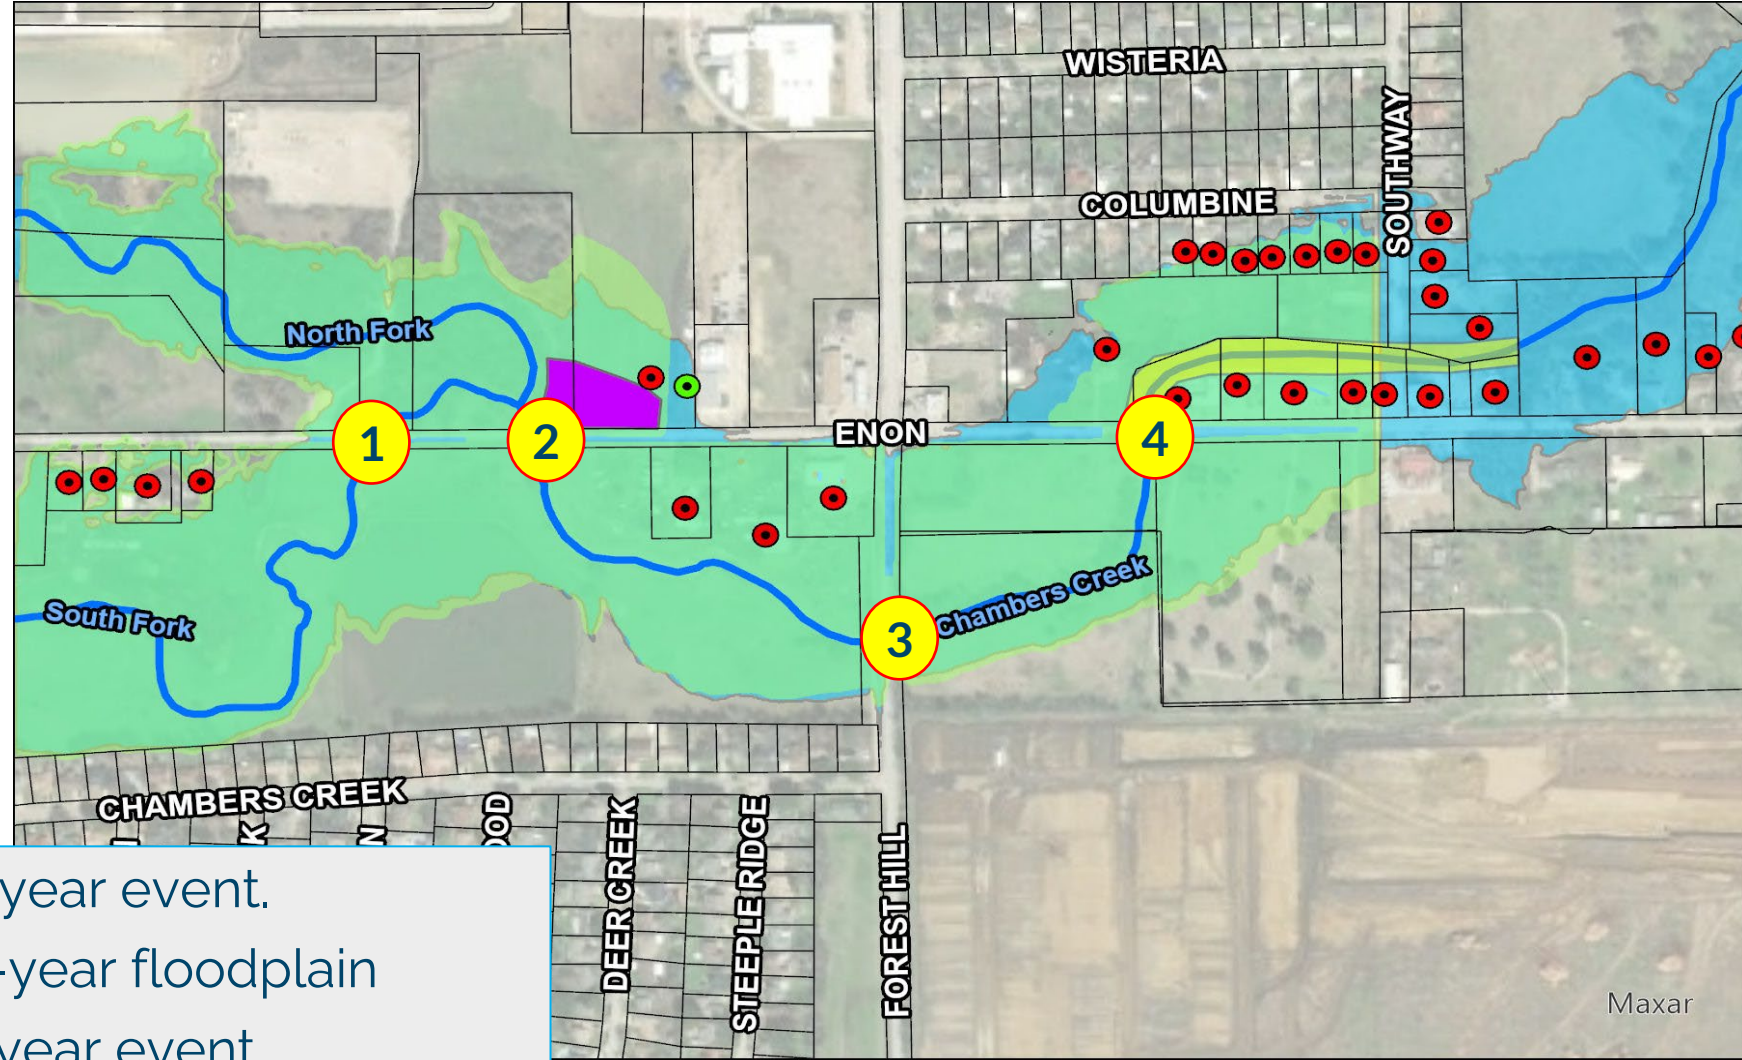 WISTERIA
SOUTHWAY
COLUMBINE
North Fork
ENON
1
2
4
3
Chambers Creek
South Fork
CHAMBERS CREEK
K
N
OOD
DEER CREEK
STEEPLE RIDGE
FOREST HILL
year event.
-year floodplain
year event
Maxar